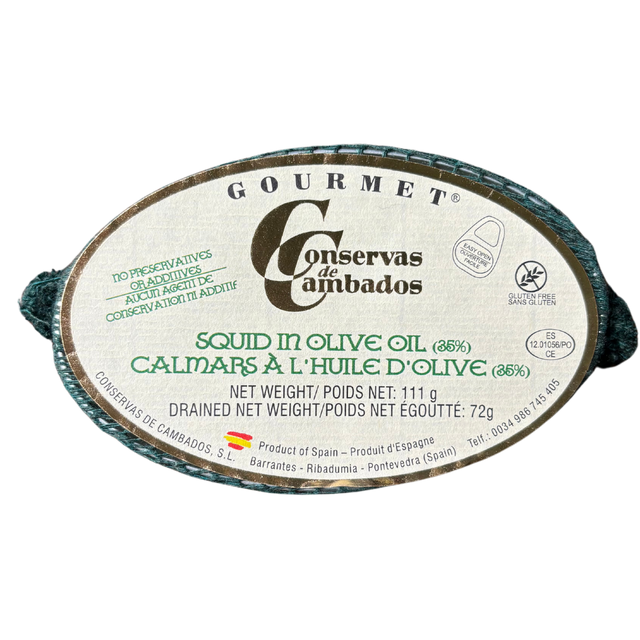 GOURMET®
Conservas
de
Cambados
NO PRESERVATIVES
OR ADDITIVES
AUCUN AGENT DE
CONSERVATION NI ADDITIF
EASY OPEN
OUVERTURE
FACILE
GLUTEN FREE
SANS GLUTEN
ES
12.01056/PO
CE
SQUID IN OLIVE OIL (35%)
CALMARS À L'HUILE D'OLIVE (35%)
NET WEIGHT/ POIDS NET: 111 g
DRAINED NET WEIGHT/POIDS NET ÉGOUTTÉ: 72g
Product of Spain – Produit d'Espagne
CONSERVAS DE CAMBADOS, S.L. Barrantes - Ribadumia - Pontevedra (Spain) Telf.: 0034 986 745 405